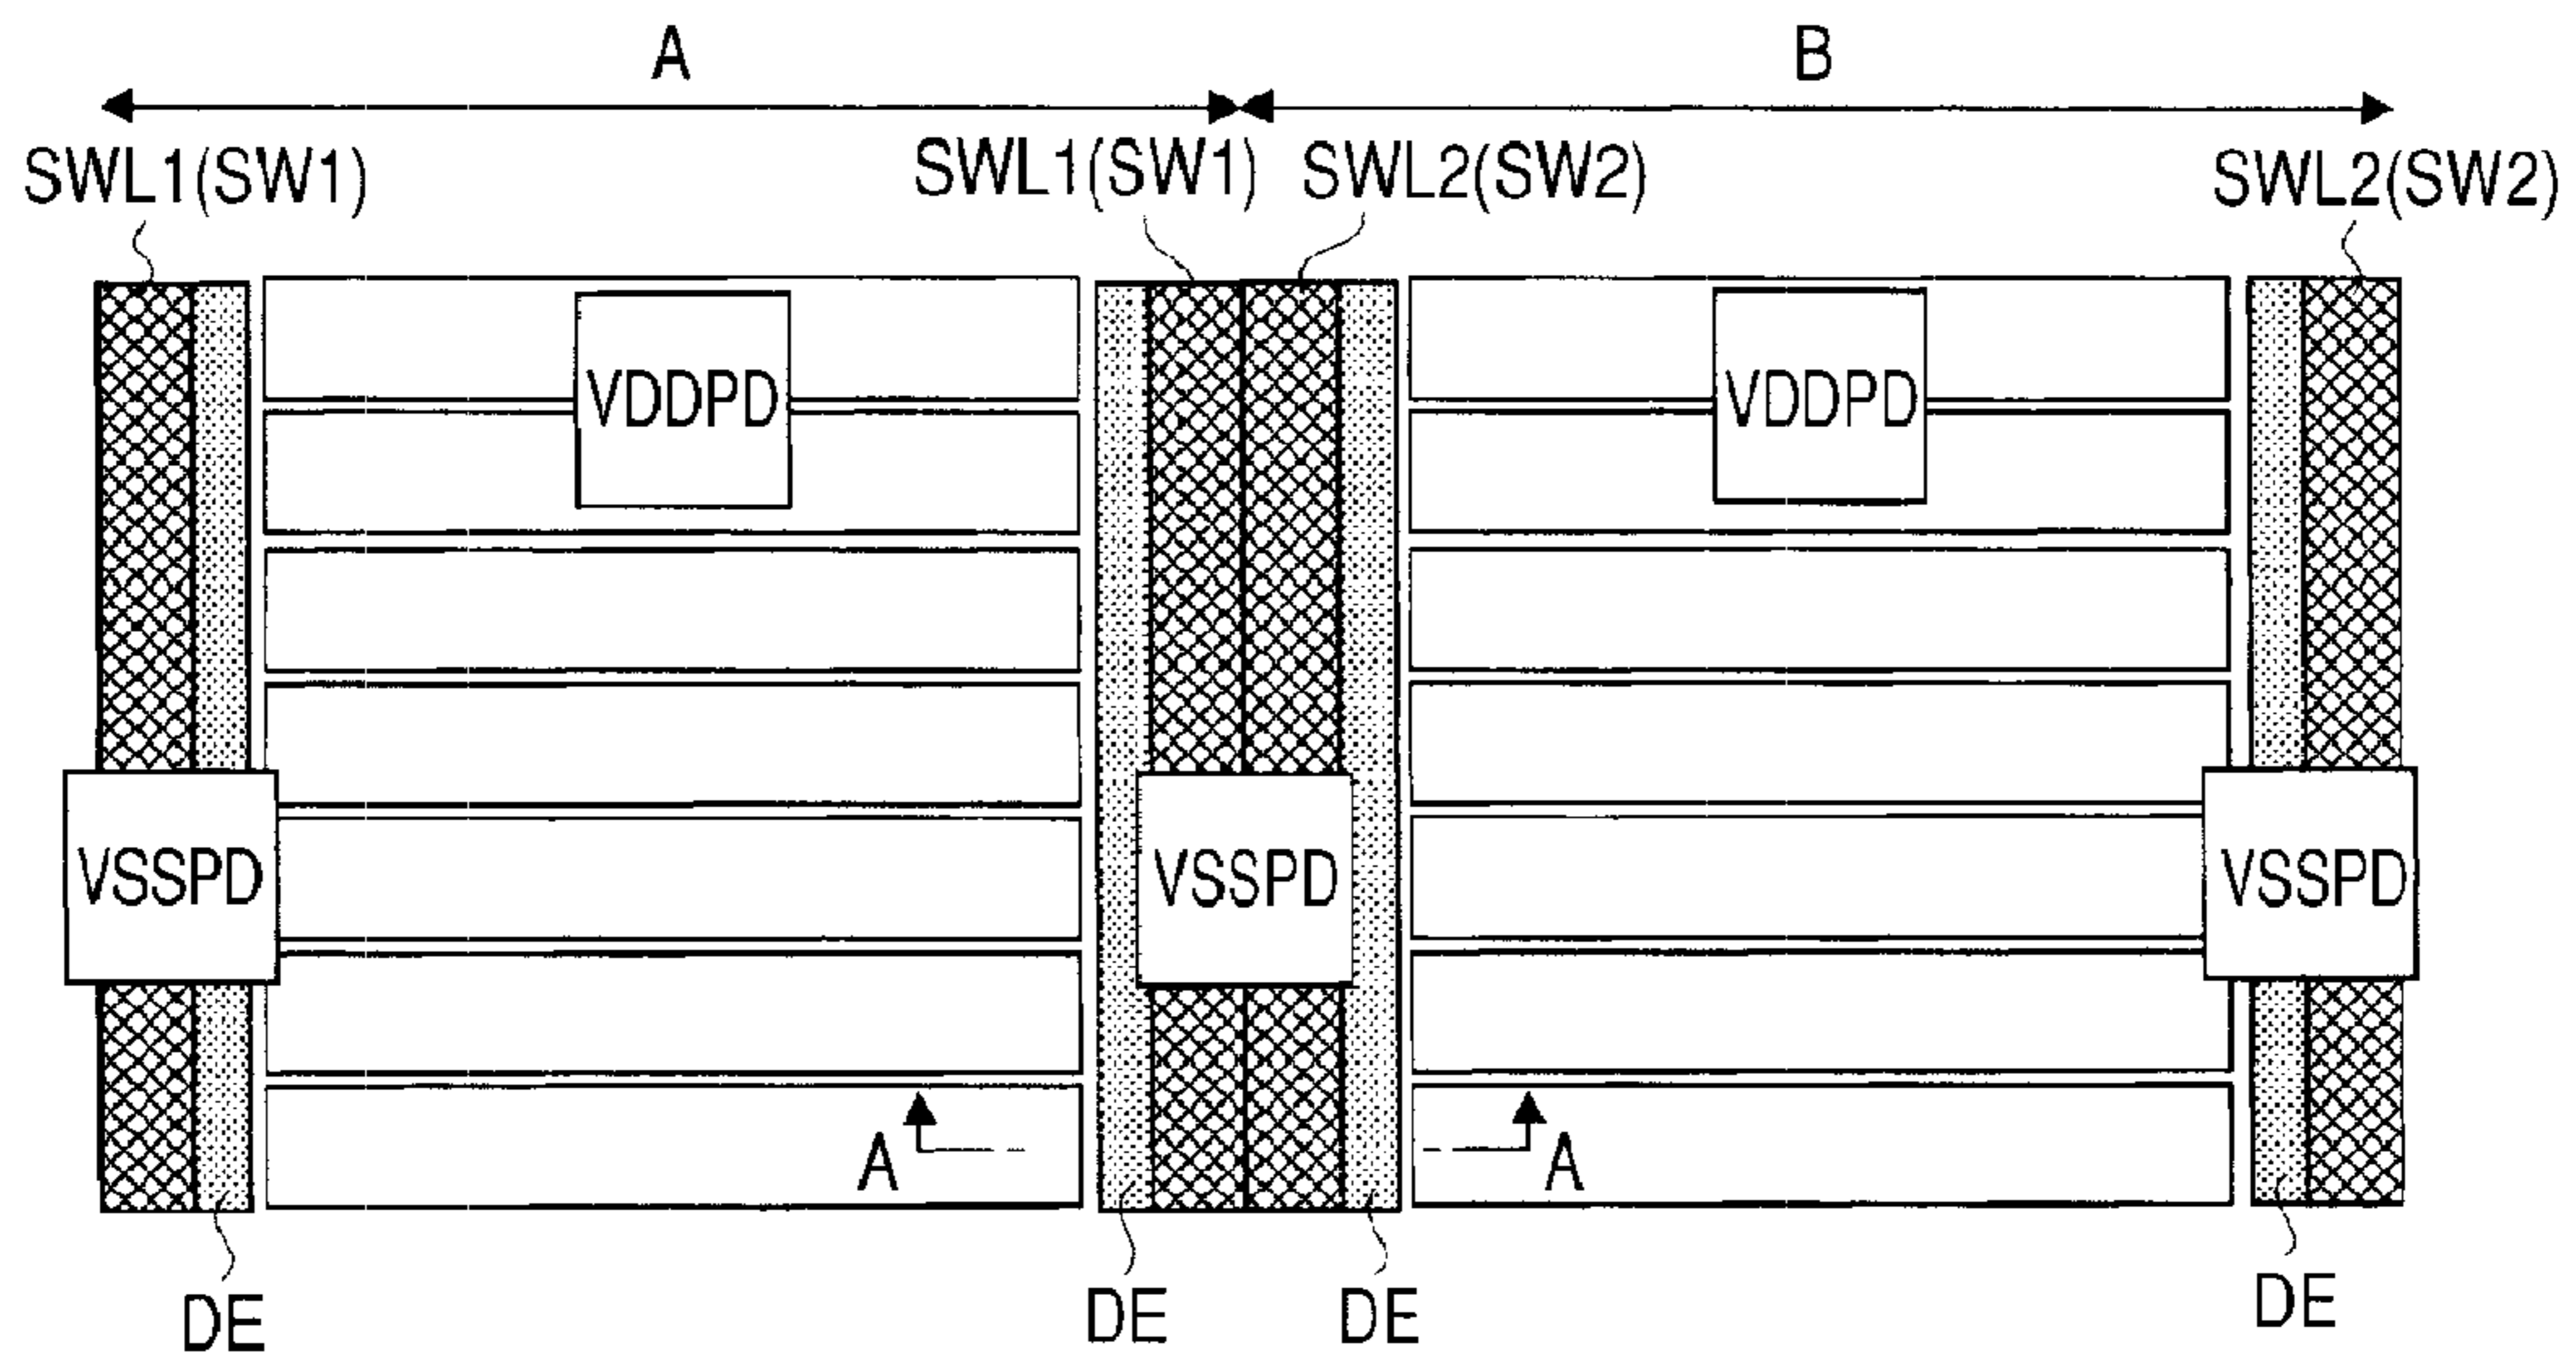 A B
SWL1(SW1) SWL1(SW1) SWL2(SW2) SWL2(SW2)
VDDPD VDDPD
VSSPD VSSPD VSSPD
A A
DE DE DE DE